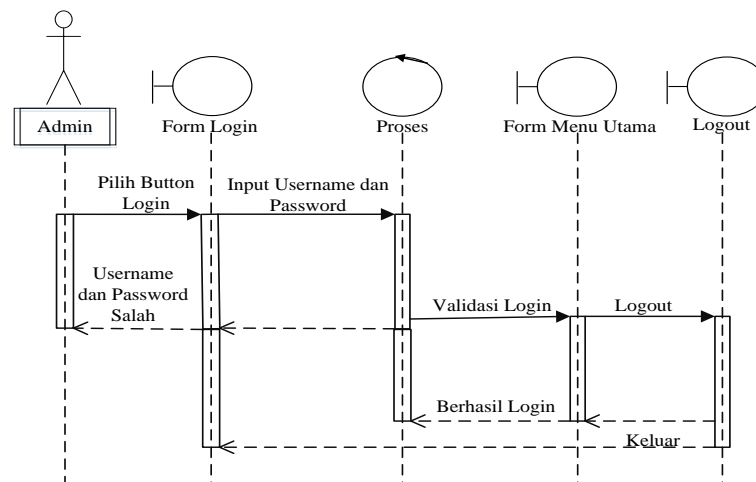 Admin
Form Login
Proses
Form Menu Utama
Logout
Pilih Button
Login
Input Username dan
Password
Username
dan Password
Salah
Validasi Login
Logout
Berhasil Login
Keluar